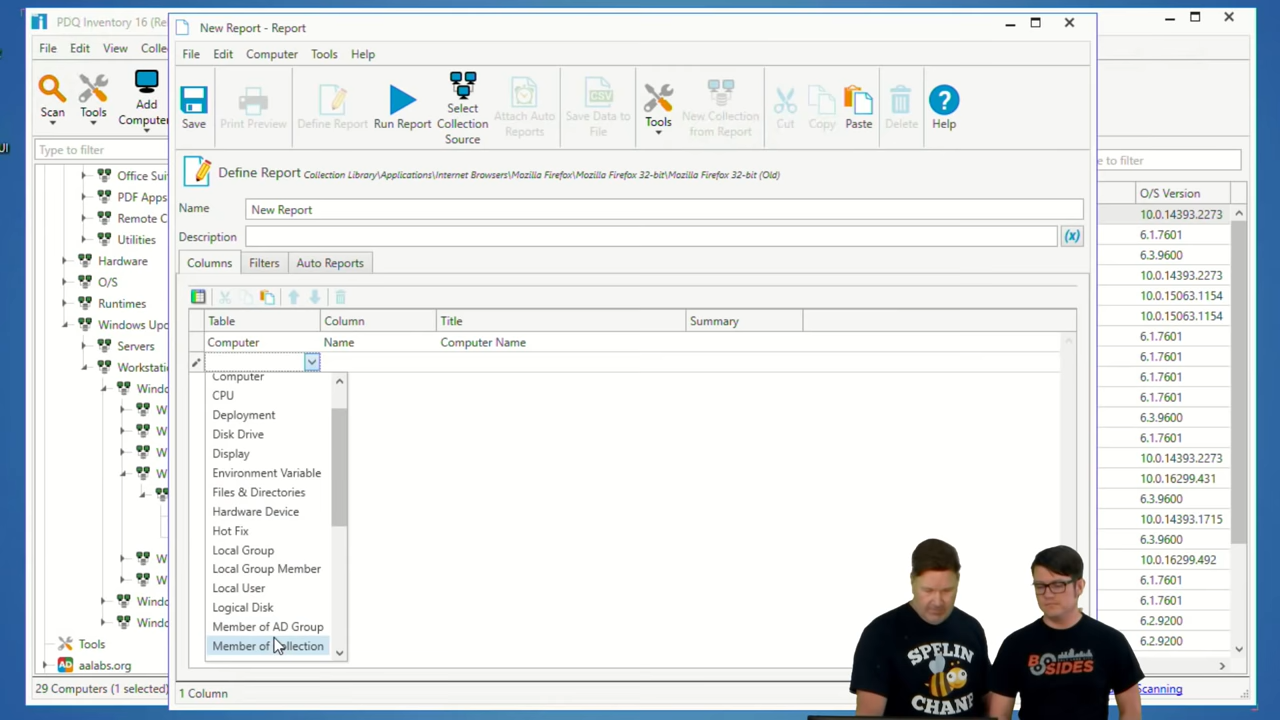 PDQ Inventory 16 (Re
New Report - Report
File Edit View Colle
File Edit Computer Tools Help
Scan
Tools
Add
Computer
Save
Print Preview
Define Report
Run Report
Select
Collection
Source
Attach Auto
Reports
Save Data to
File
Tools
New Collection
from Report
Cut
Copy
Paste
Delete
Help
Type to filter
e to filter
Define Report Collection Library\Applications\Internet Browsers\Mozilla Firefox\Mozilla Firefox 32-bit\Mozilla Firefox 32-bit (Old)
Name New Report
Description
(x)
Columns Filters Auto Reports
Table Column Title Summary
Computer Name Computer Name
Computer
CPU
Deployment
Disk Drive
Display
Environment Variable
Files & Directories
Hardware Device
Hot Fix
Local Group
Local Group Member
Local User
Logical Disk
Member of AD Group
Member of Collection
1 Column
Office Sui
PDF Apps
Remote C
Utilities
Hardware
O/S
Runtimes
Windows Upd
Servers
Workstati
Windo
W
W
W
W
W
W
Windo
Windo
Tools
AD aalabs.org
29 Computers (1 selected)
O/S Version
10.0.14393.2273
6.1.7601
6.3.9600
10.0.14393.2273
10.0.15063.1154
10.0.15063.1154
6.1.7601
6.1.7601
6.1.7601
6.1.7601
6.3.9600
6.1.7601
10.0.14393.2273
10.0.16299.431
6.3.9600
10.0.14393.1715
6.3.9600
10.0.16299.492
6.1.7601
6.1.7601
6.2.9200
6.2.9200
Scanning
UI
SPELIN
CHANP
BSIDES